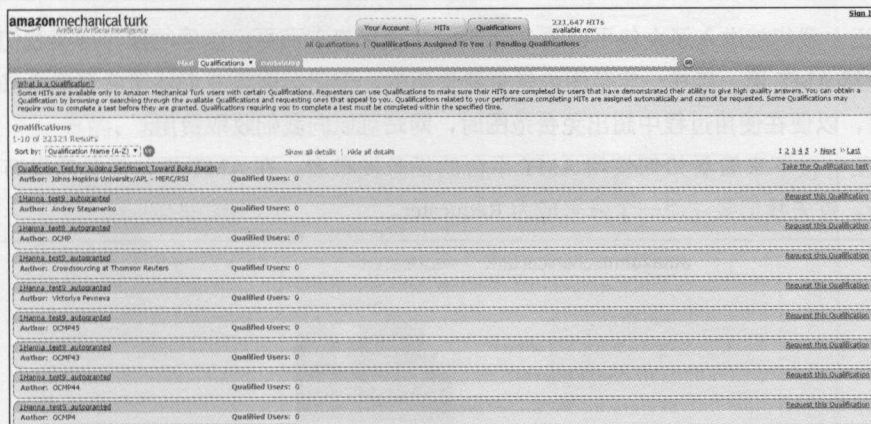 Sign I
amazonmechanical turk
Artificial Artificial Intelligence
Your Account HITs Qualifications 221,647 HITs
available now
All Qualifications | Qualifications Assigned To You | Pending Qualifications
Find Qualifications containing GO
What is a Qualification?
Some HITs are available only to Amazon Mechanical Turk users with certain Qualifications. Requesters can use Qualifications to make sure their HITs are completed by users that have demonstrated their ability to give high quality answers. You can obtain a
Qualification by browsing or searching through the available Qualifications and requesting ones that appeal to you. Qualifications related to your performance completing HITs are assigned automatically and cannot be requested. Some Qualifications may
require you to complete a test before they are granted. Qualifications that require you to complete a test must be completed within the specified time.
Qualifications
1-10 of 32323 Results
Sort by: Qualification Name (A-Z) GO Show all details | Hide all details 1 2 3 4 5 › Next » Last
Qualification Test for Judging Sentiment Toward Boko Haram Take the Qualification test
Author: Johns Hopkins University/APL - MERC/RSI Qualified Users: 0
1Hanna_test9_autogranted Request this Qualification
Author: Andrey Stepanenko Qualified Users: 0
1Hanna_test9_autogranted Request this Qualification
Author: OCMP Qualified Users: 0
1Hanna_test9_autogranted Request this Qualification
Author: Crowdsourcing at Thomson Reuters Qualified Users: 0
1Hanna_test9_autogranted Request this Qualification
Author: Victoriya Qualified Users: 0
1Hanna_test9_autogranted Request this Qualification
Author: OCMP45 Qualified Users: 0
1Hanna_test9_autogranted Request this Qualification
Author: OCMP43 Qualified Users: 0
1Hanna_test9_autogranted Request this Qualification
Author: OCMP44 Qualified Users: 0
1Hanna_test9_autogranted Request this Qualification
Author: OCMP4 Qualified Users: 0